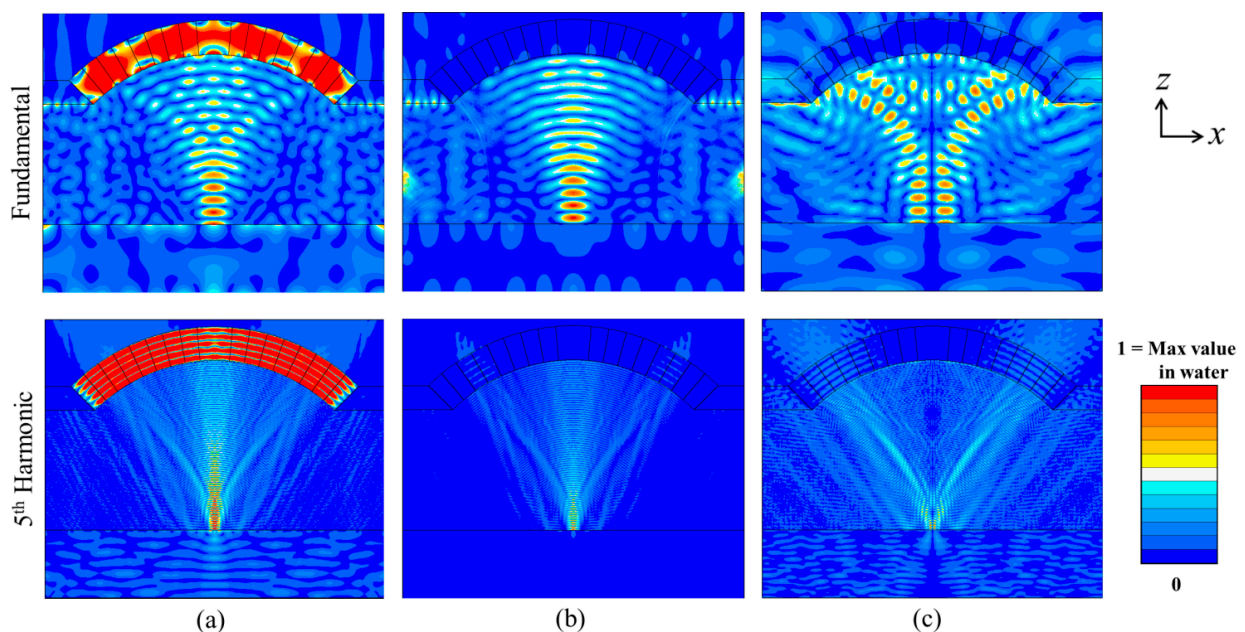 Fundamental
z
x
5th Harmonic
1 = Max value
in water
0
(a)
(b)
(c)